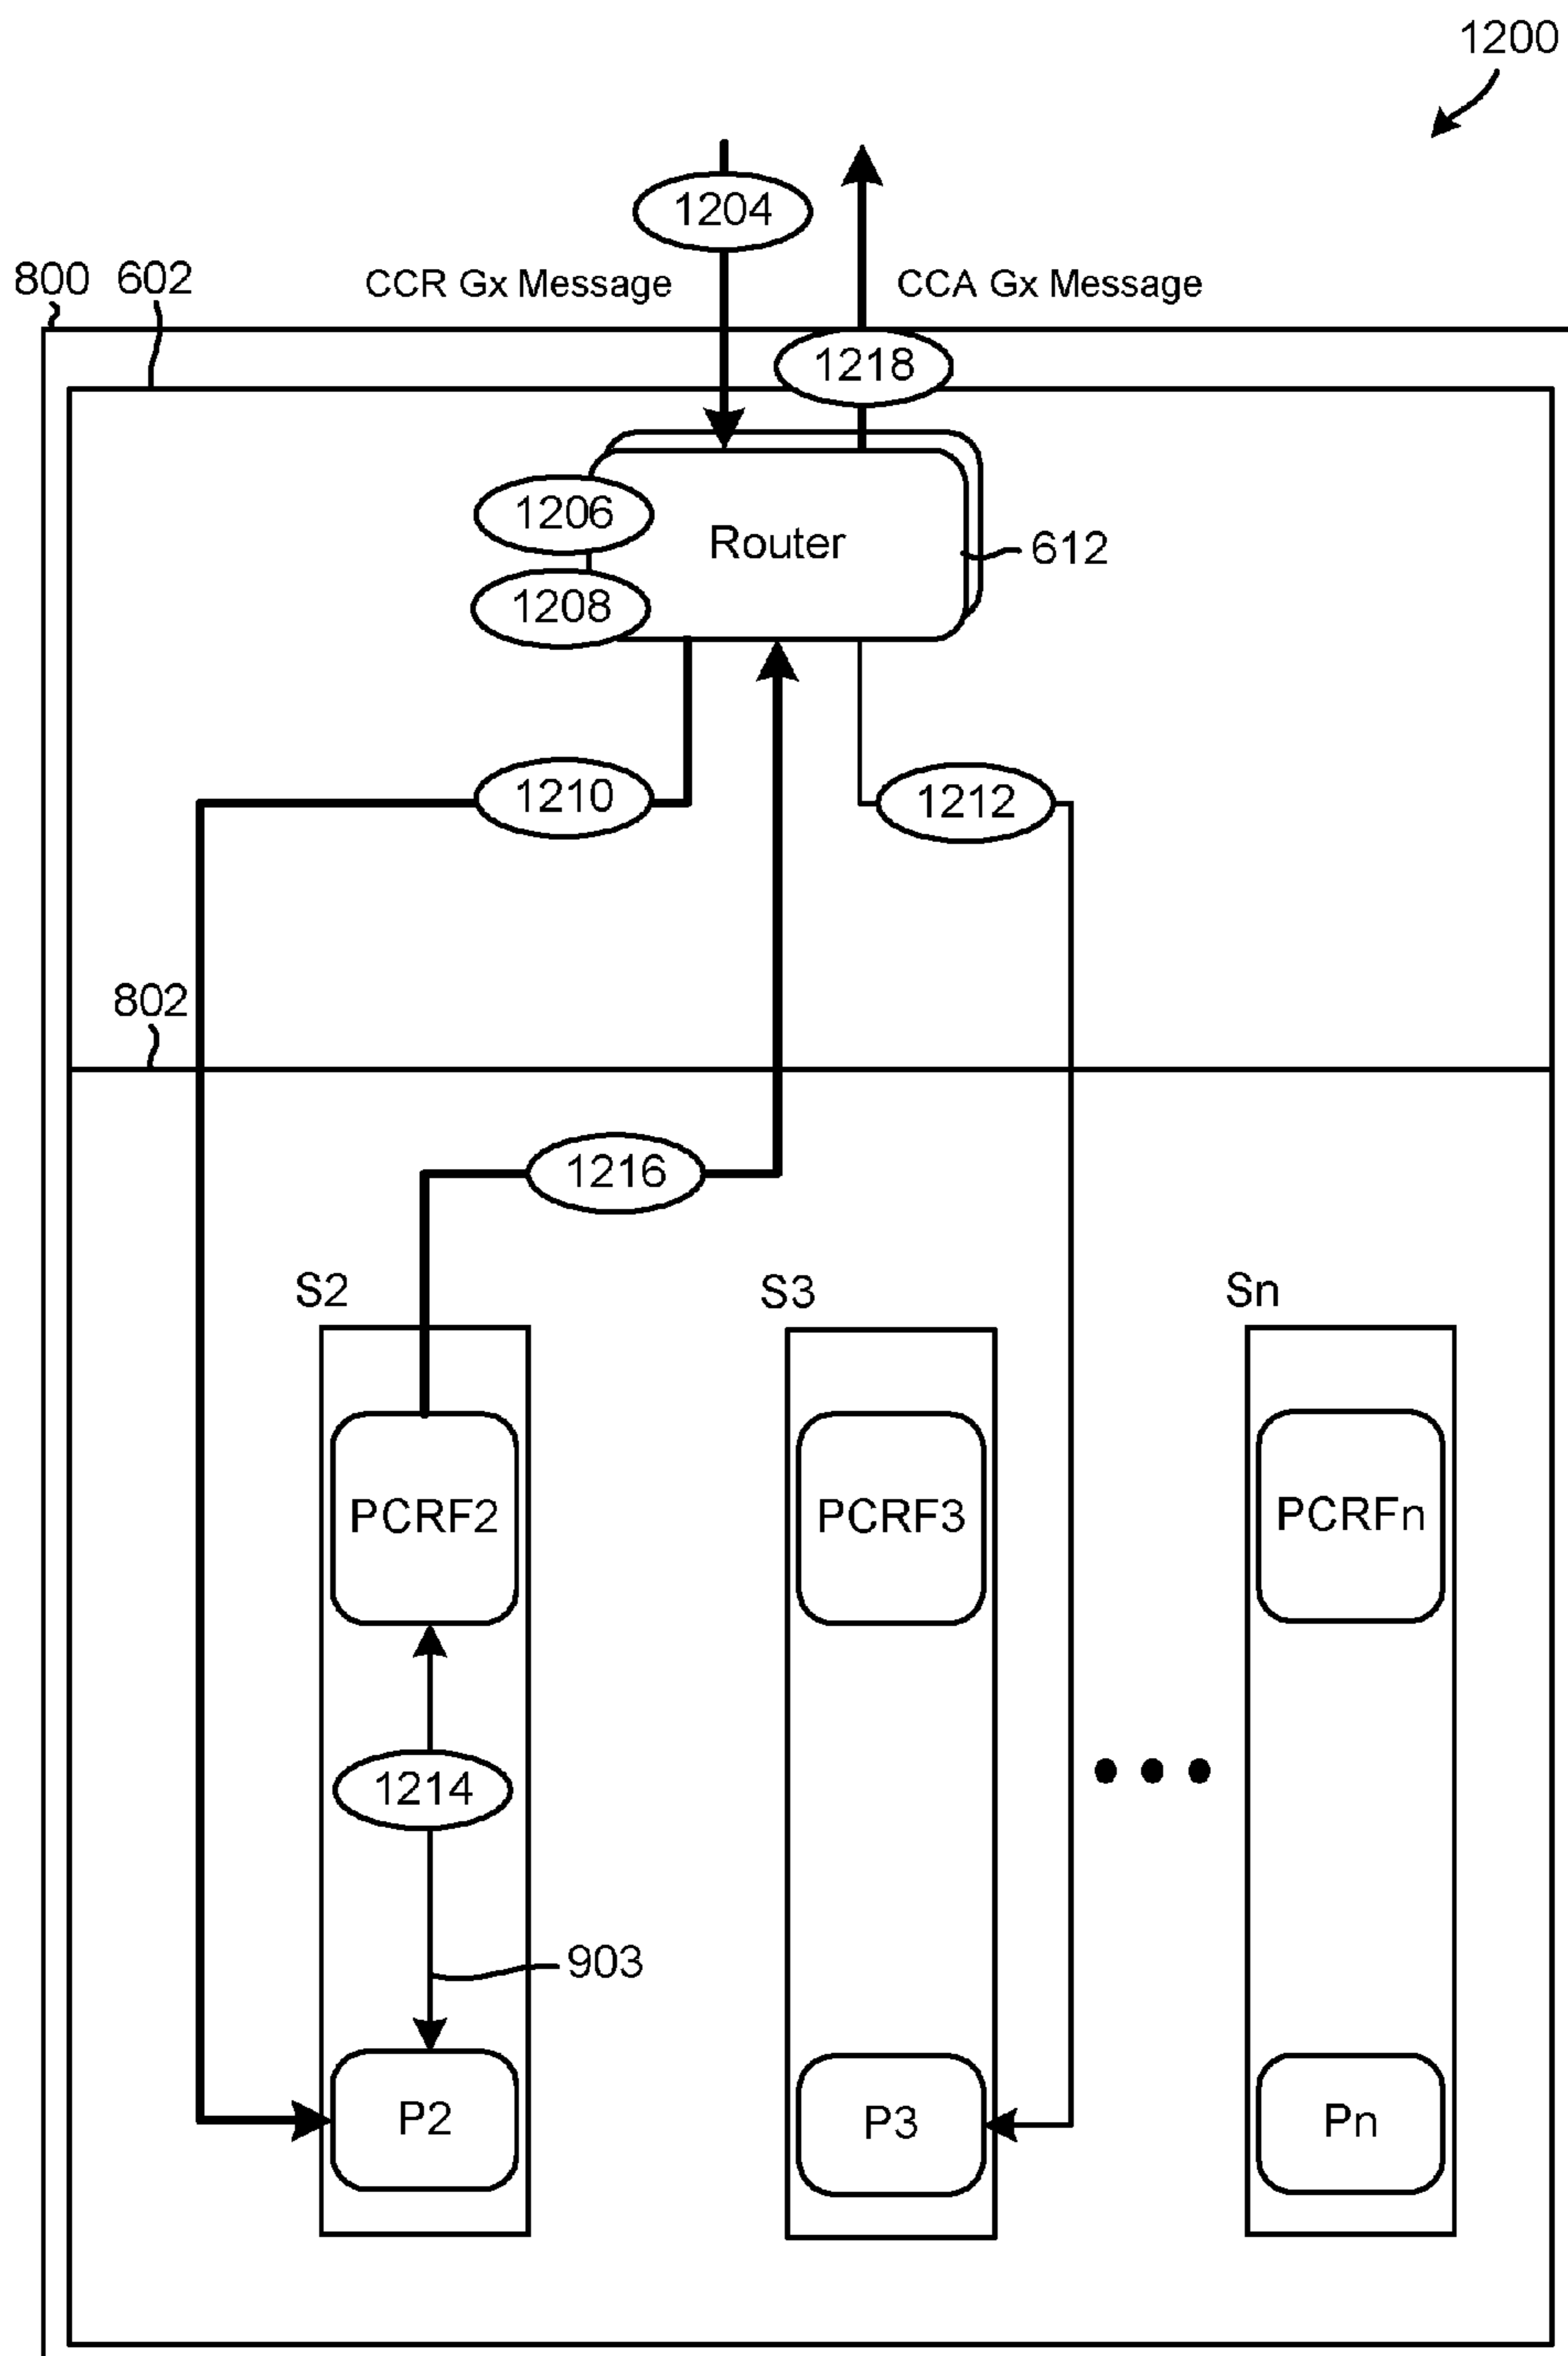 1200
1204
800
602
CCR Gx Message
CCA Gx Message
1218
1206
Router
612
1208
1210
1212
802
1216
S2
S3
Sn
PCRF2
PCRF3
PCRFn
1214
903
P2
P3
Pn